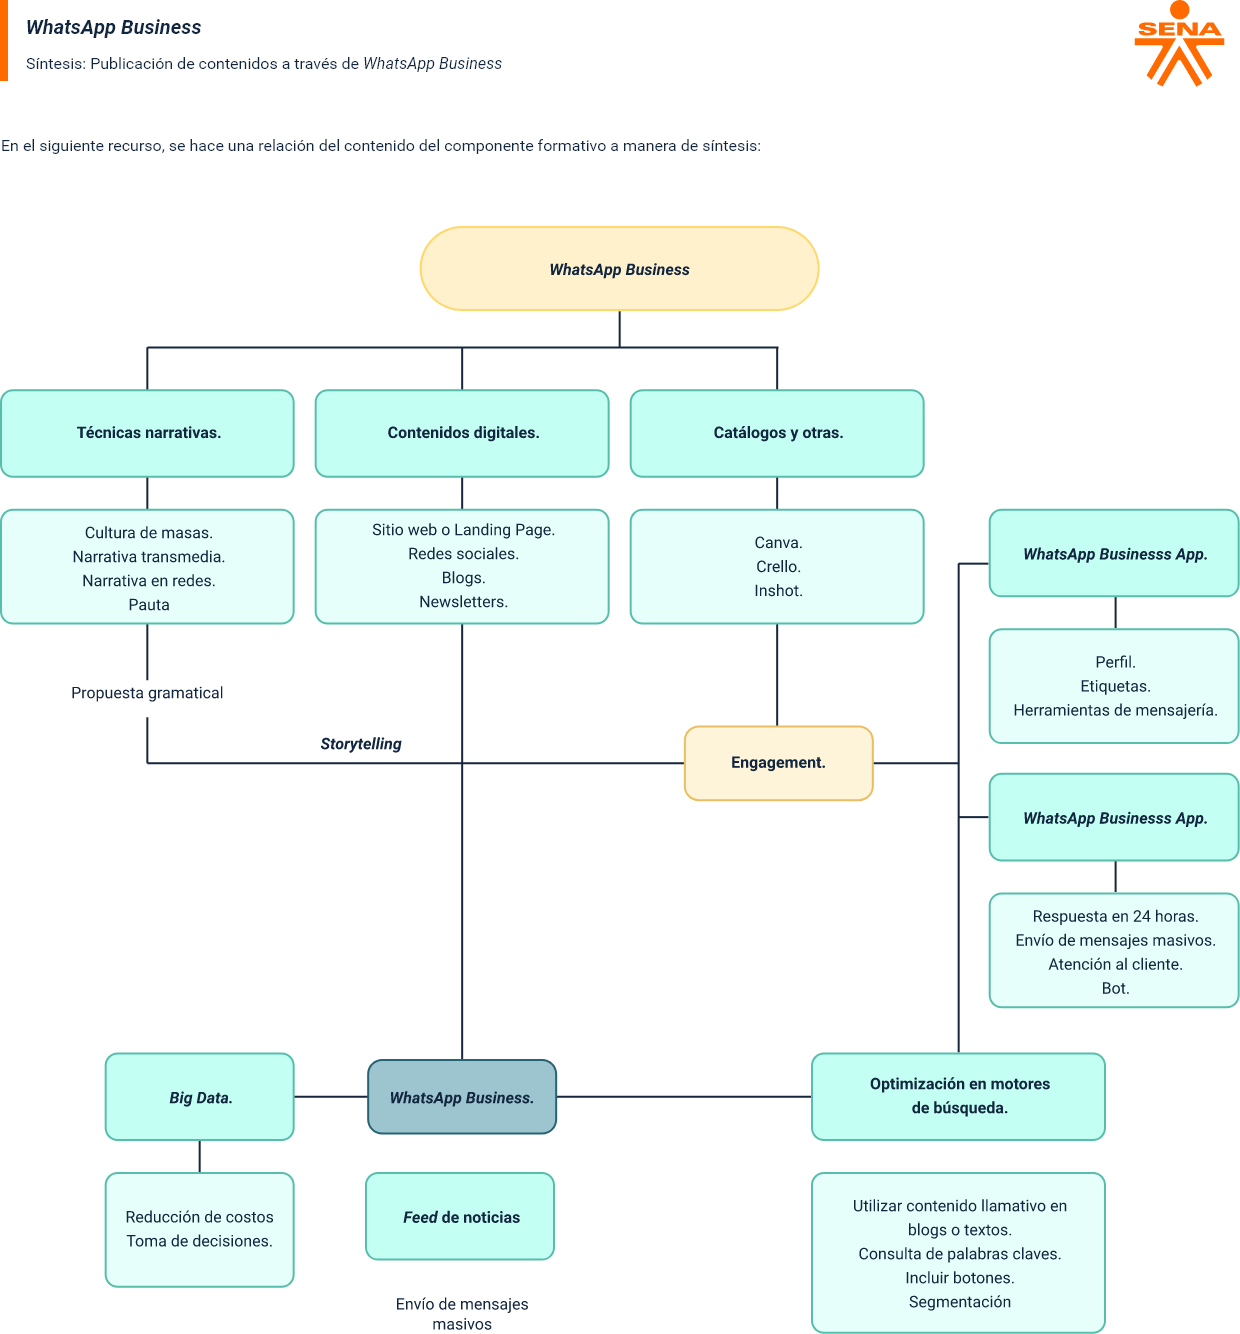 WhatsApp Business
SENA
Síntesis: Publicación de contenidos a través de WhatsApp Business
En el siguiente recurso, se hace una relación del contenido del componente formativo a manera de síntesis:
WhatsApp Business
Técnicas narrativas.
Contenidos digitales.
Catálogos y otras.
Cultura de masas.
Narrativa transmedia.
Narrativa en redes.
Pauta
Sitio web o Landing Page.
Redes sociales.
Blogs.
Newsletters.
Canva.
Crello.
Inshot.
WhatsApp Businesss App.
Perfil.
Etiquetas.
Herramientas de mensajería.
Propuesta gramatical
Storytelling
Engagement.
WhatsApp Businesss App.
Respuesta en 24 horas.
Envío de mensajes masivos.
Atención al cliente.
Bot.
Big Data.
WhatsApp Business.
Optimización en motores
de búsqueda.
Reducción de costos
Toma de decisiones.
Feed de noticias
Envío de mensajes
masivos
Utilizar contenido llamativo en
blogs o textos.
Consulta de palabras claves.
Incluir botones.
Segmentación